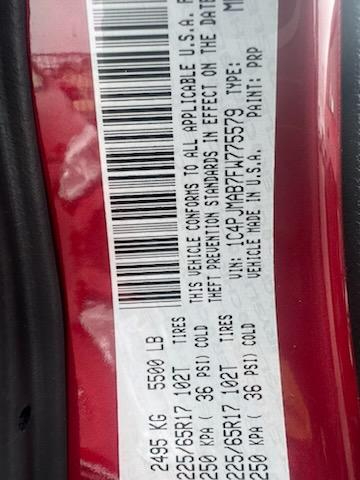 2495 KG 5500 LB
225/65R17 102T TIRES
250 KPA ( 36 PSI) COLD
225/65R17 102T TIRES
250 KPA ( 36 PSI) COLD
THIS VEHICLE CONFORMS TO ALL APPLICABLE U.S.A.
THEFT PREVENTION STANDARDS IN EFFECT ON THE DATE
VIN: 1C4PJMAB7FW775579 TYPE:
VEHICLE MADE IN U.S.A. PAINT: PRP